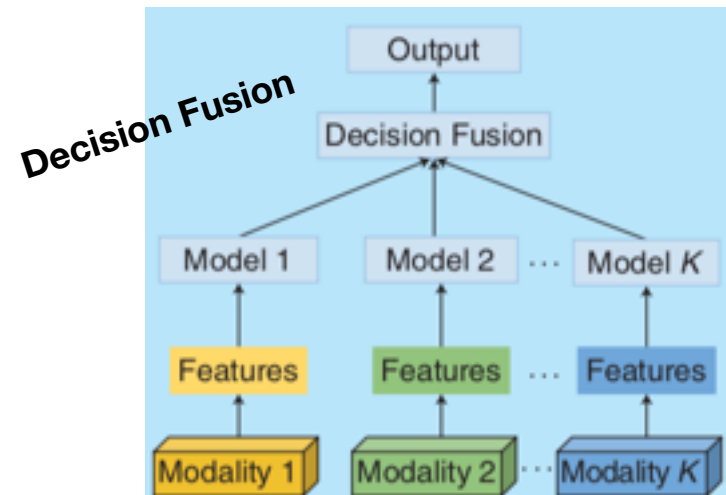 Output
Decision Fusion
Decision Fusion
Model 1 Model 2 ... Model K
Features Features ... Features
Modality 1 Modality 2 ... Modality K